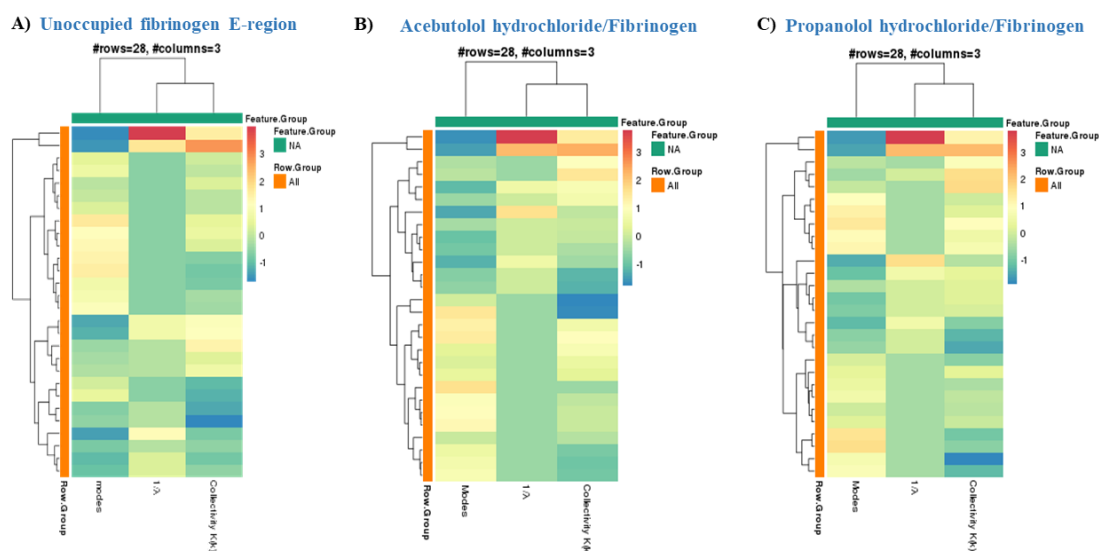 A) Unoccupied fibrinogen E-region
#rows=28, #columns=3
Feature.Group
Feature.Group
NA
Row.Group
All
3
2
1
0
-1
Row.Group
modes
1/λ
Collectivity K(k)
B) Acebutolol hydrochloride/Fibrinogen
#rows=28, #columns=3
Feature.Group
Feature.Group
NA
Row.Group
All
3
2
1
0
-1
Row.Group
Modes
1/λ
Collectivity K(k
C) Propanolol hydrochloride/Fibrinogen
#rows=28, #columns=3
Feature.Group
Feature.Group
NA
Row.Group
All
3
2
1
0
-1
Row.Group
Modes
1/λ
Collectivity K(k)